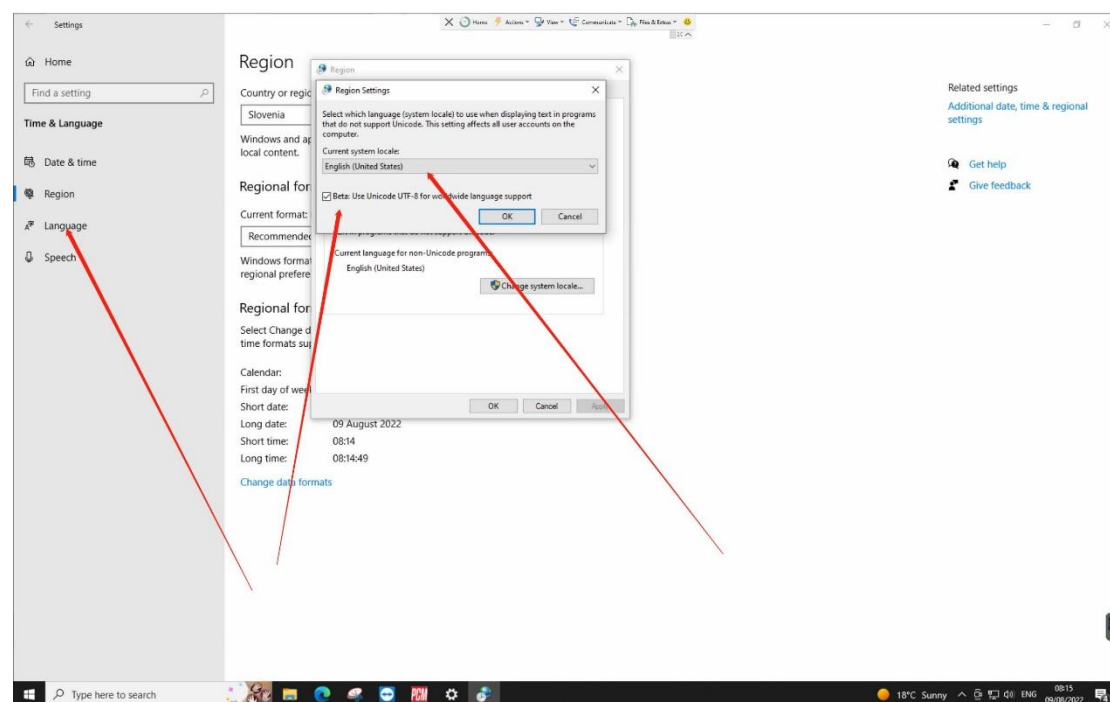 Settings
Home
Actions
View
Communicate
Files & Extras
Home
Find a setting
Time & Language
Date & time
Region
Language
Speech
Region
Country or regio
Slovenia
Windows and ap
local content.
Regional for
Current format:
Recommended
Windows format
regional prefere
Regional for
Select Change d
time formats sup
Calendar:
First day of week
Short date:
Long date: 09 August 2022
Short time: 08:14
Long time: 08:14:49
Change data formats
Region
Region Settings
Select which language (system locale) to use when displaying text in programs
that do not support Unicode. This setting affects all user accounts on the
computer.
Current system locale:
English (United States)
Beta: Use Unicode UTF-8 for worldwide language support
OK Cancel
Current language for non-Unicode programs:
English (United States)
Change system locale...
OK Cancel Apply
Related settings
Additional date, time & regional
settings
Get help
Give feedback
Type here to search
PCM
18°C Sunny
ENG
08:15
09/08/2022